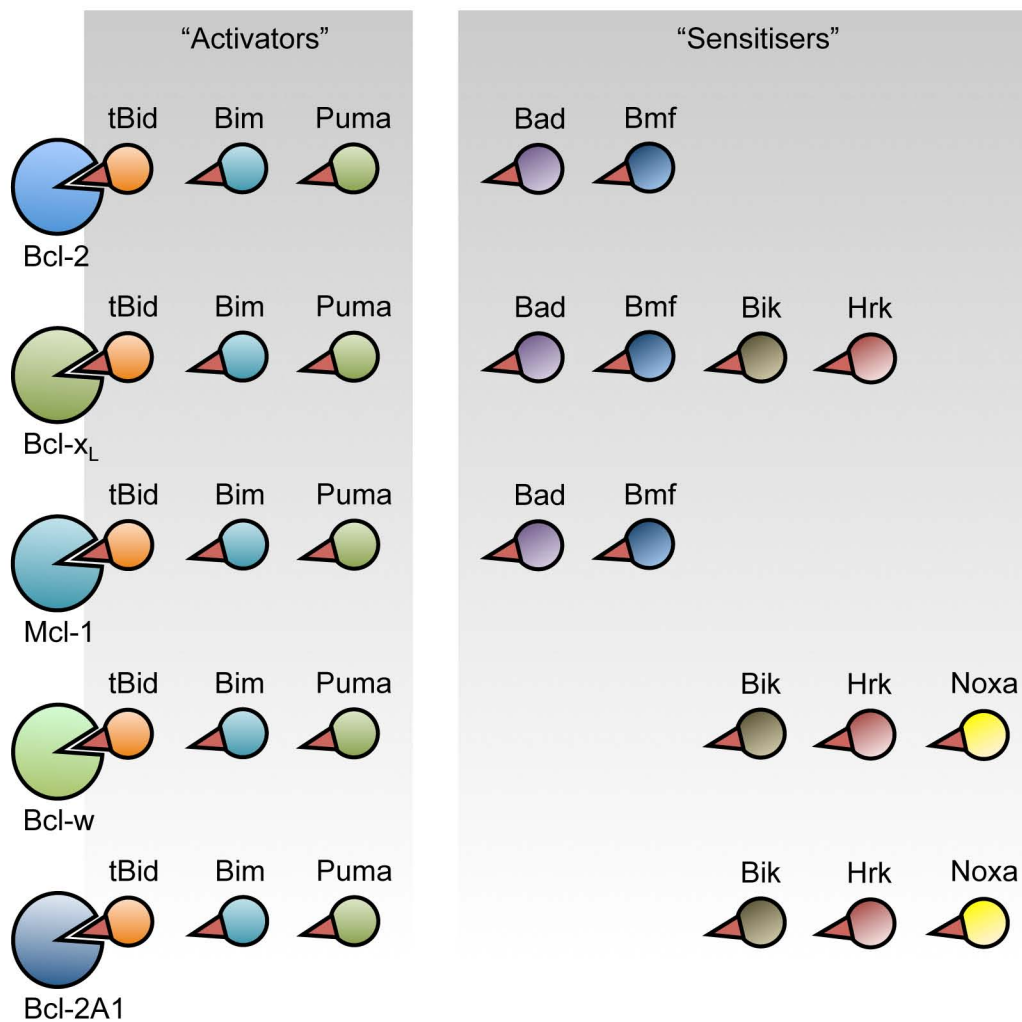 “Activators” “Sensitisers”
tBid Bim Puma Bad Bmf
Bcl-2
tBid Bim Puma Bad Bmf Bik Hrk
Bcl-xL
tBid Bim Puma Bad Bmf
Mcl-1
tBid Bim Puma Bik Hrk Noxa
Bcl-w
tBid Bim Puma Bik Hrk Noxa
Bcl-2A1